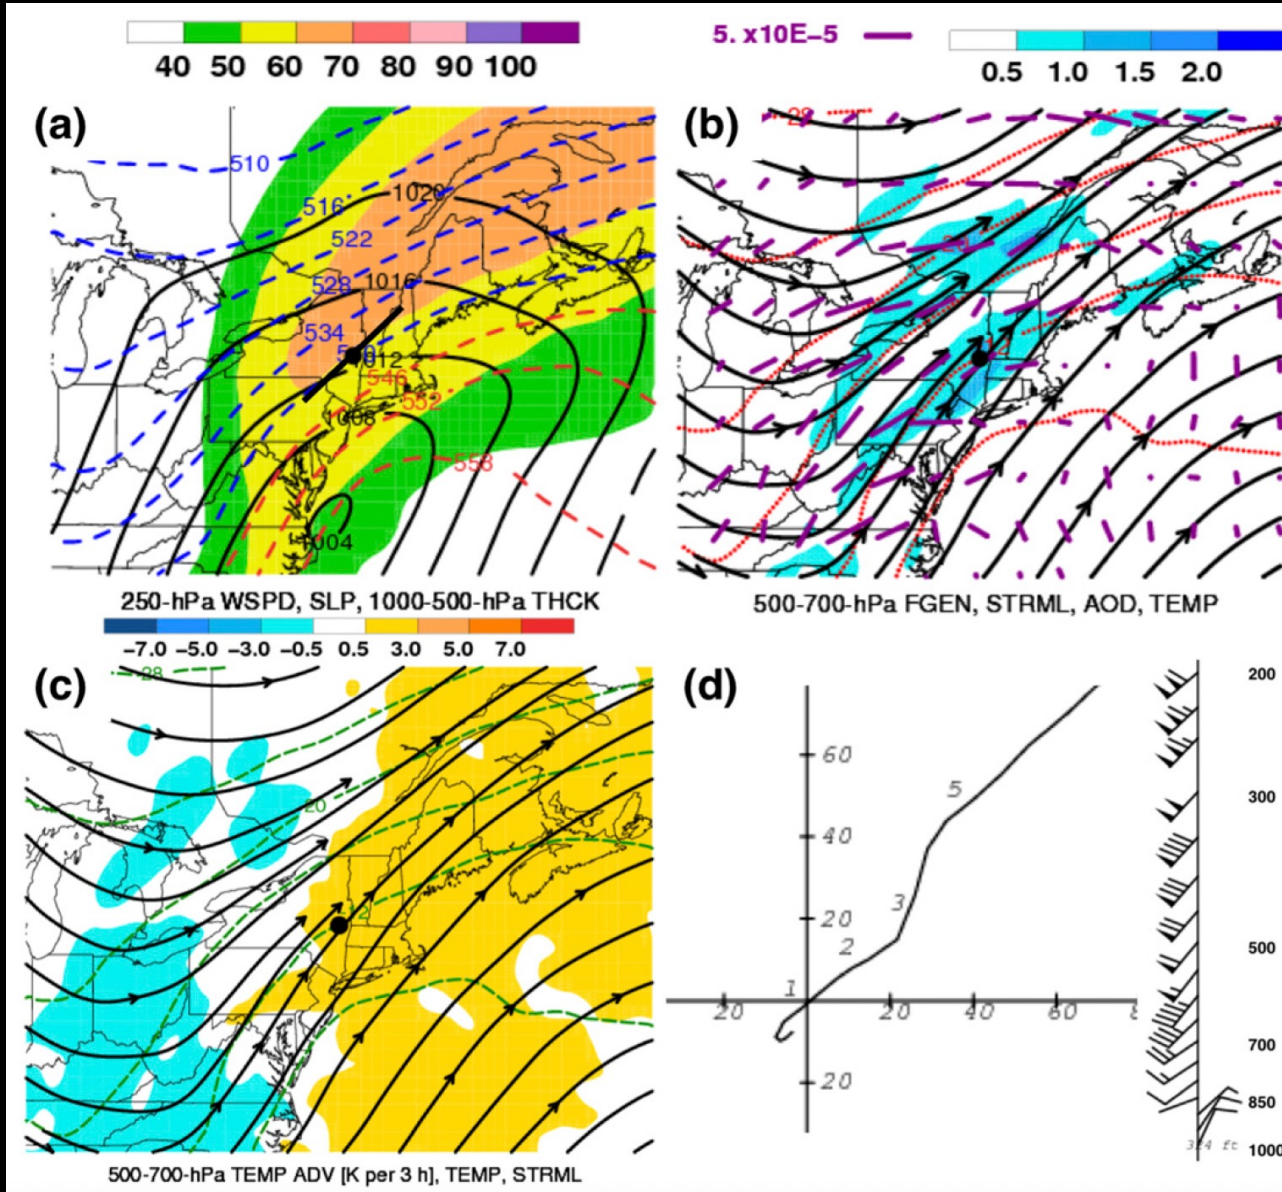 40 50 60 70 80 90 100
5. x10E−5
0.5 1.0 1.5 2.0
(a)
510
516
1020
522
528
1016
534
1012
546
552
1008
558
1004
250-hPa WSPD, SLP, 1000-500-hPa THCK
(b)
500-700-hPa FGEN, STRML, AOD, TEMP
−7.0 −5.0 −3.0 −0.5 0.5 3.0 5.0 7.0
(c)
-28
-20
-12
500-700-hPa TEMP ADV [K per 3 h], TEMP, STRML
(d)
60
5
40
3
20
2
1
20 20 40 60
20
200
300
500
700
850
1000
ft